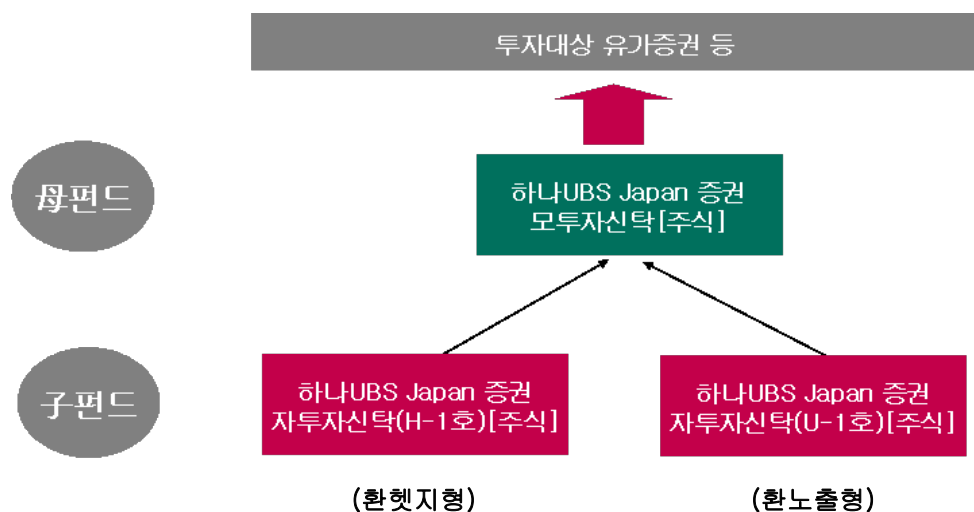 투자대상 유가증권 등
母펀드
하나UBS Japan 증권
모투자신탁[주식]
子펀드
하나UBS Japan 증권
자투자신탁(H-1호)[주식]
하나UBS Japan 증권
자투자신탁(U-1호)[주식]
(환헷지형)
(환노출형)